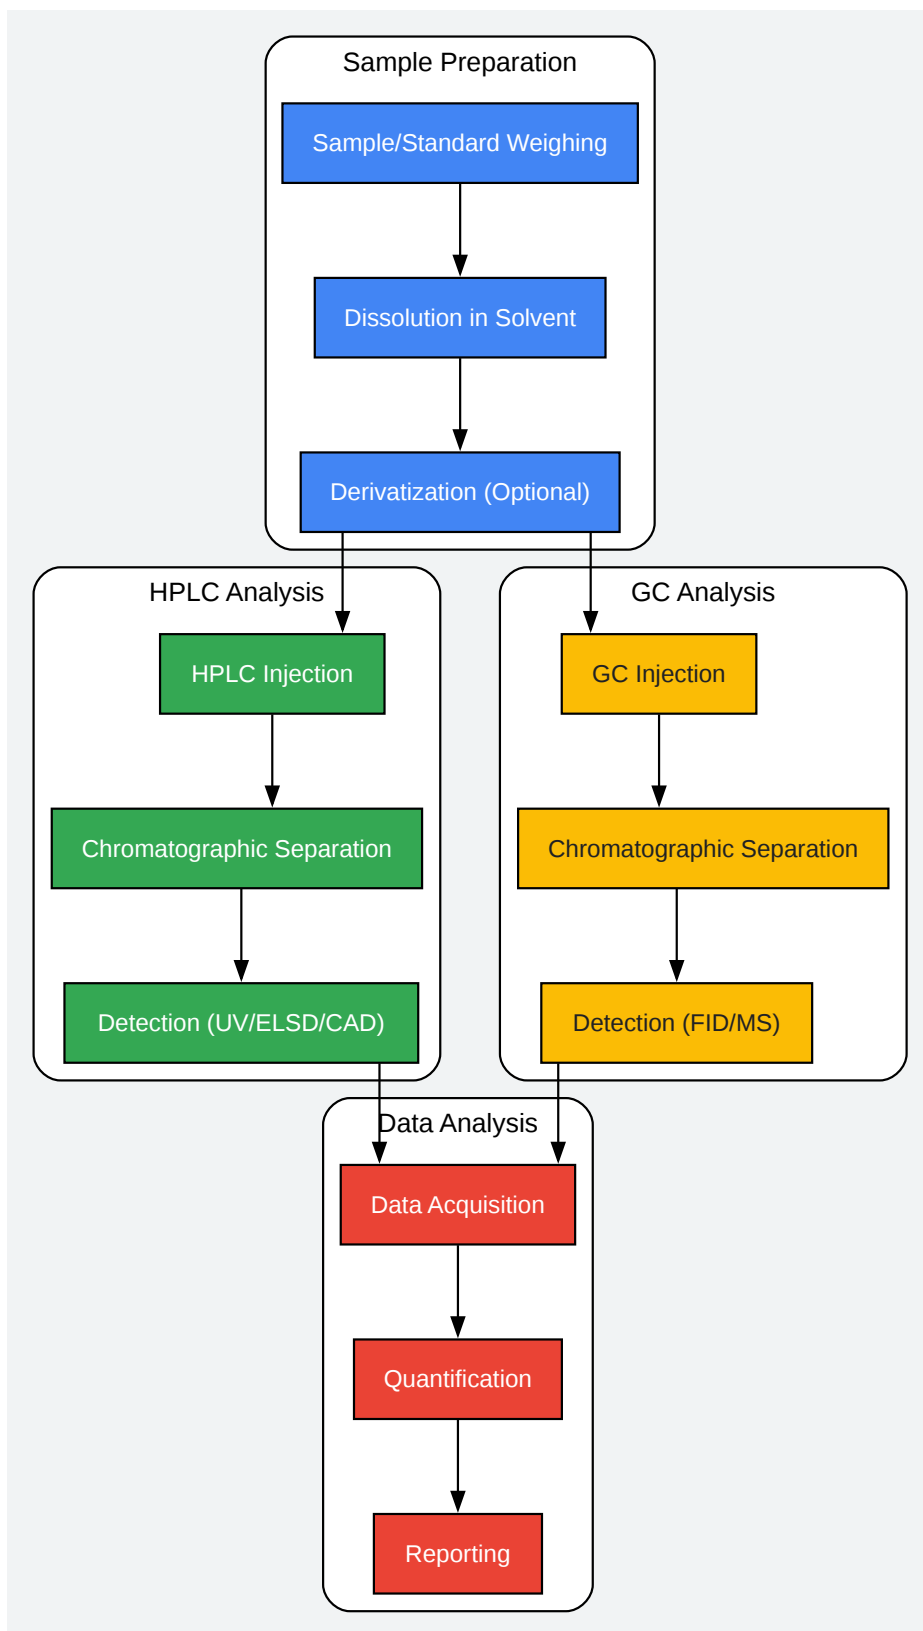 Sample Preparation
Sample/Standard Weighing
Dissolution in Solvent
Derivatization (Optional)
HPLC Analysis
HPLC Injection
Chromatographic Separation
Detection (UV/ELSD/CAD)
GC Analysis
GC Injection
Chromatographic Separation
Detection (FID/MS)
Data Analysis
Data Acquisition
Quantification
Reporting